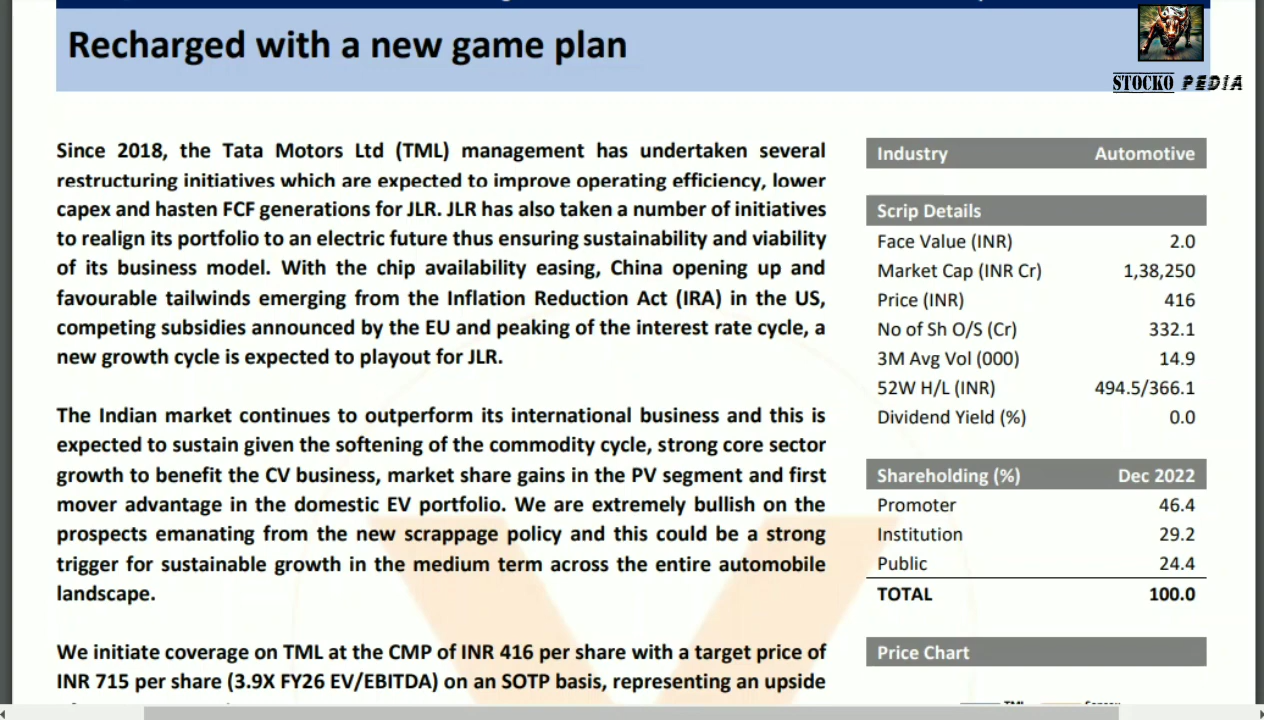 Recharged with a new game plan
STOCKO PEDIA
Since 2018, the Tata Motors Ltd (TML) management has undertaken several
restructuring initiatives which are expected to improve operating efficiency, lower
capex and hasten FCF generations for JLR. JLR has also taken a number of initiatives
to realign its portfolio to an electric future thus ensuring sustainability and viability
of its business model. With the chip availability easing, China opening up and
favourable tailwinds emerging from the Inflation Reduction Act (IRA) in the US,
competing subsidies announced by the EU and peaking of the interest rate cycle, a
new growth cycle is expected to playout for JLR.
The Indian market continues to outperform its international business and this is
expected to sustain given the softening of the commodity cycle, strong core sector
growth to benefit the CV business, market share gains in the PV segment and first
mover advantage in the domestic EV portfolio. We are extremely bullish on the
prospects emanating from the new scrappage policy and this could be a strong
trigger for sustainable growth in the medium term across the entire automobile
landscape.
We initiate coverage on TML at the CMP of INR 416 per share with a target price of
INR 715 per share (3.9X FY26 EV/EBITDA) on an SOTP basis, representing an upside
Industry Automotive
Scrip Details
Face Value (INR) 2.0
Market Cap (INR Cr) 1,38,250
Price (INR) 416
No of Sh O/S (Cr) 332.1
3M Avg Vol (000) 14.9
52W H/L (INR) 494.5/366.1
Dividend Yield (%) 0.0
Shareholding (%) Dec 2022
Promoter 46.4
Institution 29.2
Public 24.4
TOTAL 100.0
Price Chart